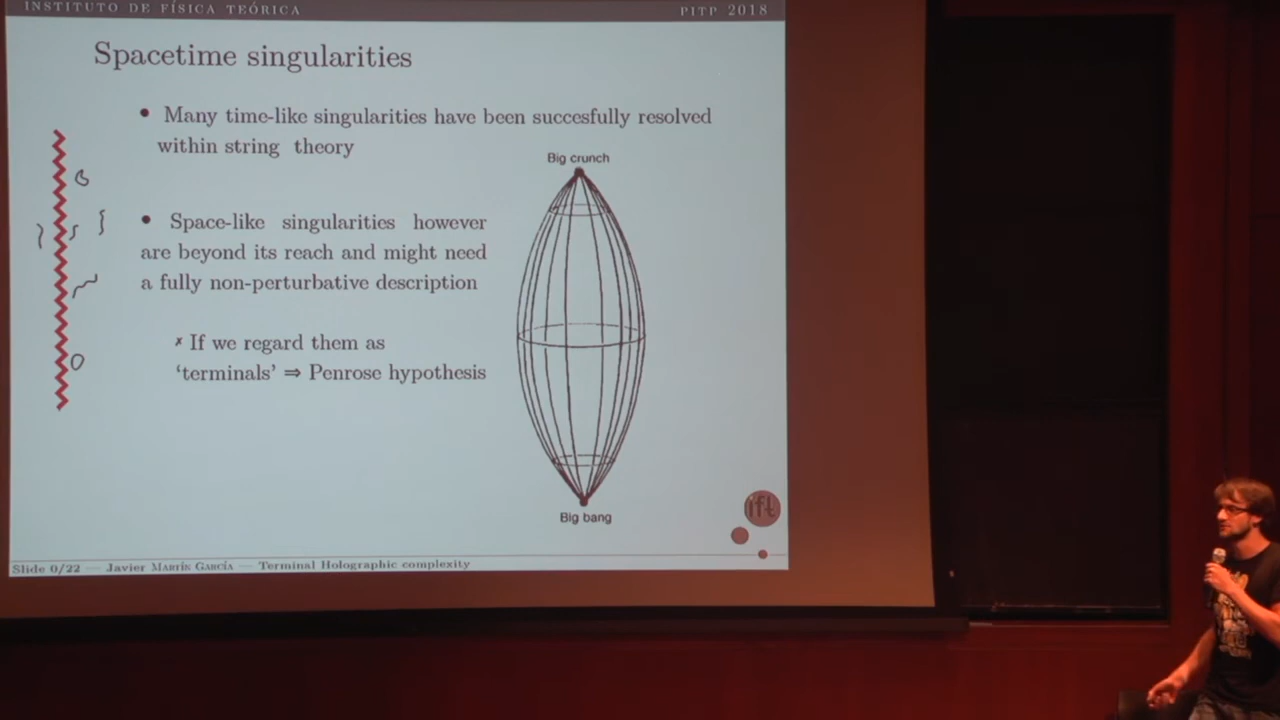 INSTITUTO DE FÍSICA TEÓRICA
PITP 2018
Spacetime singularities
• Many time-like singularities have been succesfully resolved
within string theory
Big crunch
• Space-like singularities however
are beyond its reach and might need
a fully non-perturbative description
✗ If we regard them as
‘terminals’ ⇒ Penrose hypothesis
Big bang
ift
Slide 0/22 — Javier Martín García — Terminal Holographic complexity